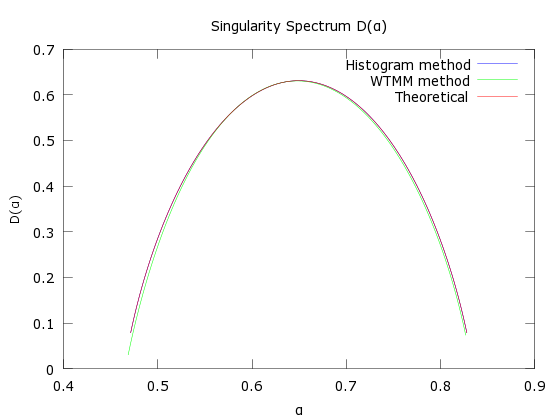 Singularity Spectrum D(α)
0.7
0.6
0.5
0.4
0.3
0.2
0.1
0
D(α)
Histogram method
WTMM method
Theoretical
0.4 0.5 0.6 0.7 0.8 0.9
α